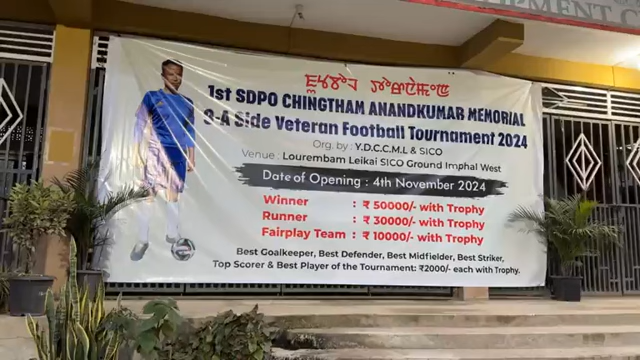 PMENT C
1st SDPO CHINGTHAM ANANDKUMAR MEMORIAL
8-A Side Veteran Football Tournament 2024
Org. by : Y.D.C.C.M.L & SICO
Venue : Lourembam Leikai SICO Ground Imphal West
Date of Opening : 4th November 2024
Winner : ₹ 50000/- with Trophy
Runner : ₹ 30000/- with Trophy
Fairplay Team : ₹ 10000/- with Trophy
Best Goalkeeper, Best Defender, Best Midfielder, Best Striker,
Top Scorer & Best Player of the Tournament: ₹2000/- each with Trophy.